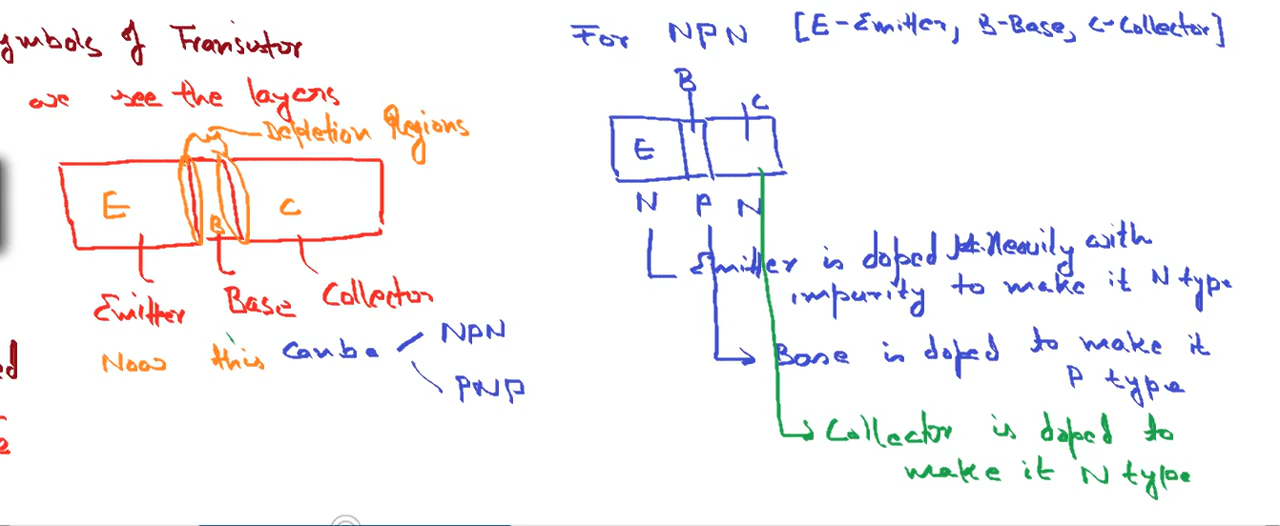 ymbols of Transistor
we see the layers
Depletion Regions
E
B
C
Emitter Base Collector
Now this can be
NPN
PNP
ed
e
For NPN [E-Emitter, B-Base, C-Collector]
B
C
E
N P N
Emitter is doped Heavily with
impurity to make it N type
Base is doped to make it
P type
Collector is doped to
make it N type